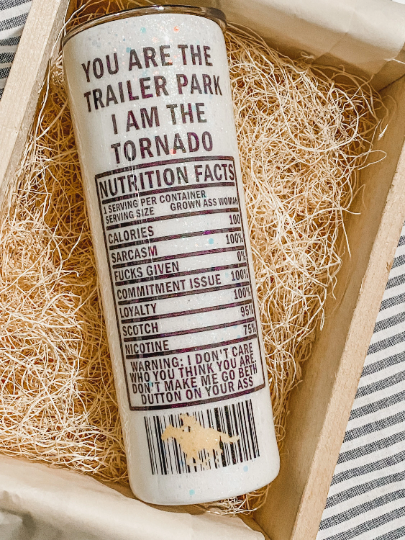 YOU ARE THE
TRAILER PARK
I AM THE
TORNADO
NUTRITION FACTS
1 SERVING PER CONTAINER
SERVING SIZE GROWN ASS WOMAN
CALORIES 100
SARCASM 100%
FUCKS GIVEN 0%
COMMITMENT ISSUE 100%
LOYALTY 100%
SCOTCH 95%
NICOTINE 75%
WARNING: I DON'T CARE
WHO YOU THINK YOU ARE.
DON'T MAKE ME GO BETH
DUTTON ON YOUR ASS